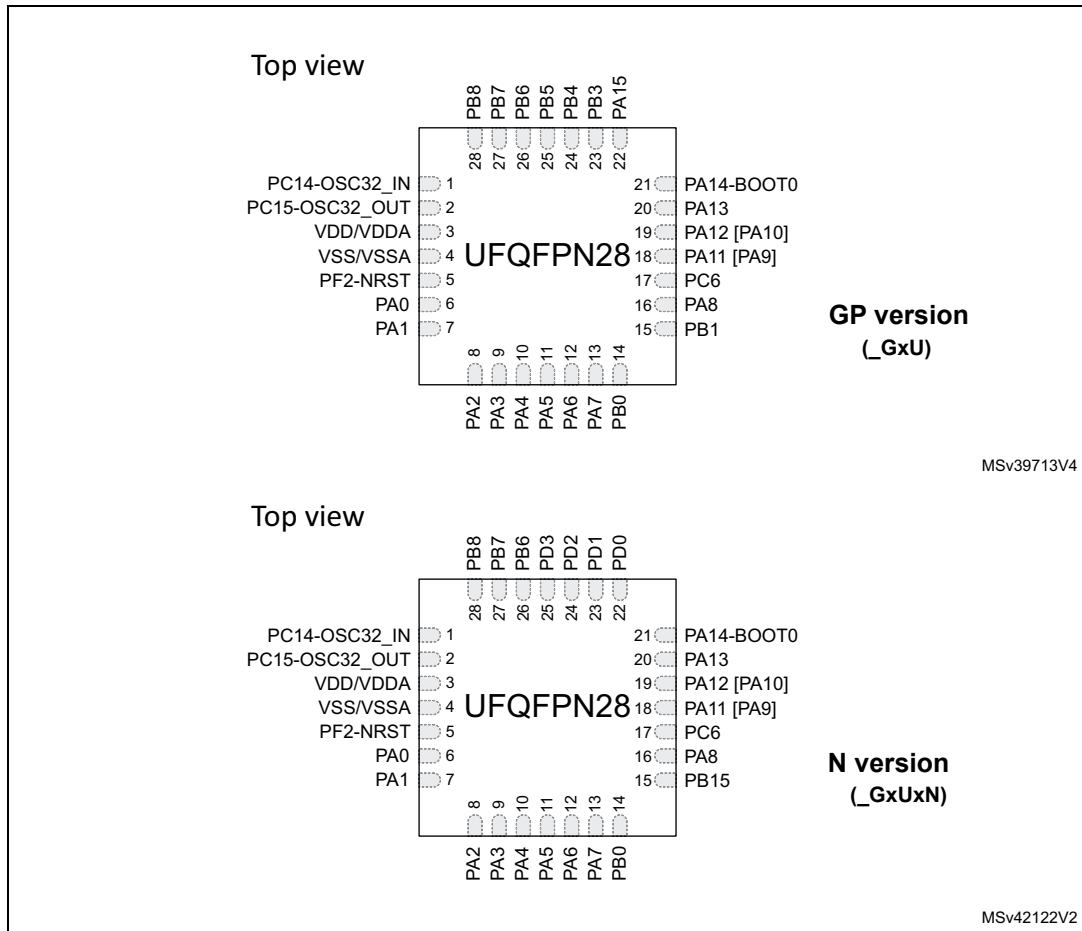 Top view
PB8
PB7
PB6
PB5
PB4
PB3
PA15
28
27
26
25
24
23
22
PC14-OSC32_IN 1
PC15-OSC32_OUT 2
VDD/VDDA 3
VSS/VSSA 4
PF2-NRST 5
PA0 6
PA1 7
UFQFPN28
21 PA14-BOOT0
20 PA13
19 PA12 [PA10]
18 PA11 [PA9]
17 PC6
16 PA8
15 PB1
8
9
10
11
12
13
14
PA2
PA3
PA4
PA5
PA6
PA7
PB0
GP version
(_GxU)
MSv39713V4
Top view
PB8
PB7
PB6
PD3
PD2
PD1
PD0
28
27
26
25
24
23
22
PC14-OSC32_IN 1
PC15-OSC32_OUT 2
VDD/VDDA 3
VSS/VSSA 4
PF2-NRST 5
PA0 6
PA1 7
UFQFPN28
21 PA14-BOOT0
20 PA13
19 PA12 [PA10]
18 PA11 [PA9]
17 PC6
16 PA8
15 PB15
8
9
10
11
12
13
14
PA2
PA3
PA4
PA5
PA6
PA7
PB0
N version
(_GxUxN)
MSv42122V2